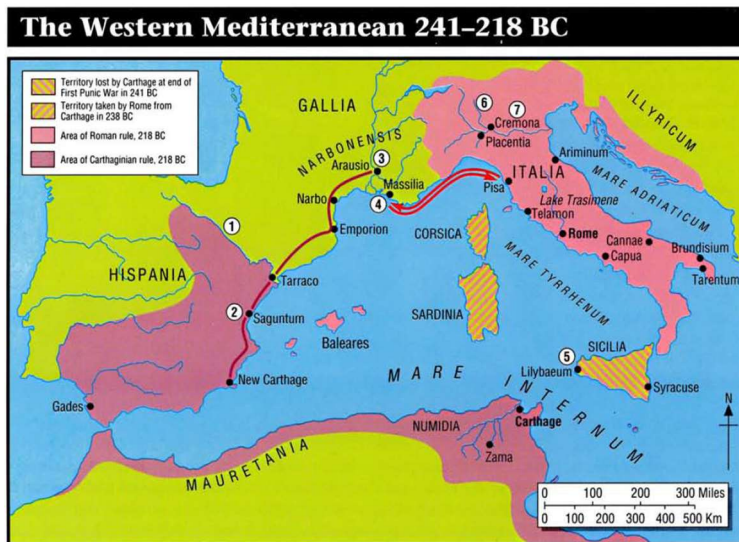 The Western Mediterranean 241–218 BC
Territory lost by Carthage at end of
First Punic War in 241 BC
Territory taken by Rome from
Carthage in 238 BC
Area of Roman rule, 218 BC
Area of Carthaginian rule, 218 BC
GALLIA
NARBONENSIS
ILLYRICUM
6
7
Cremona
Placentia
Arausio
3
Massilia
4
Ariminum
ITALIA
Pisa
MARE ADRIATICUM
Narbo
Lake Trasimene
Telamon
Emporion
CORSICA
Rome
1
Cannae
Capua
Brundisium
Tarentum
HISPANIA
Tarraco
MARE TYRRHENUM
2
Saguntum
SARDINIA
Baleares
SICILIA
5
Lilybaeum
Syracuse
MARE INTERNUM
New Carthage
Gades
NUMIDIA
Carthage
Zama
MAURETANIA
N
0 100 200 300 Miles
0 100 200 300 400 500 Km